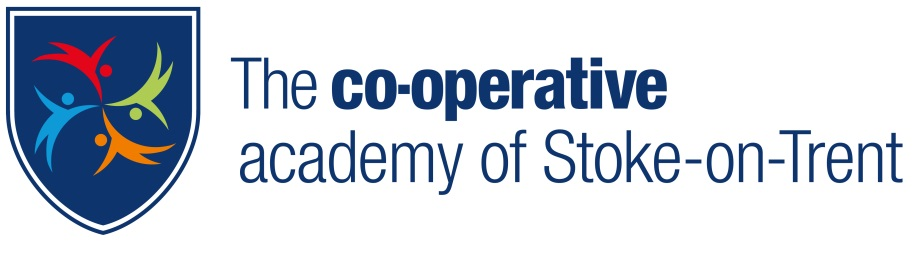 The co-operative
academy of Stoke-on-Trent